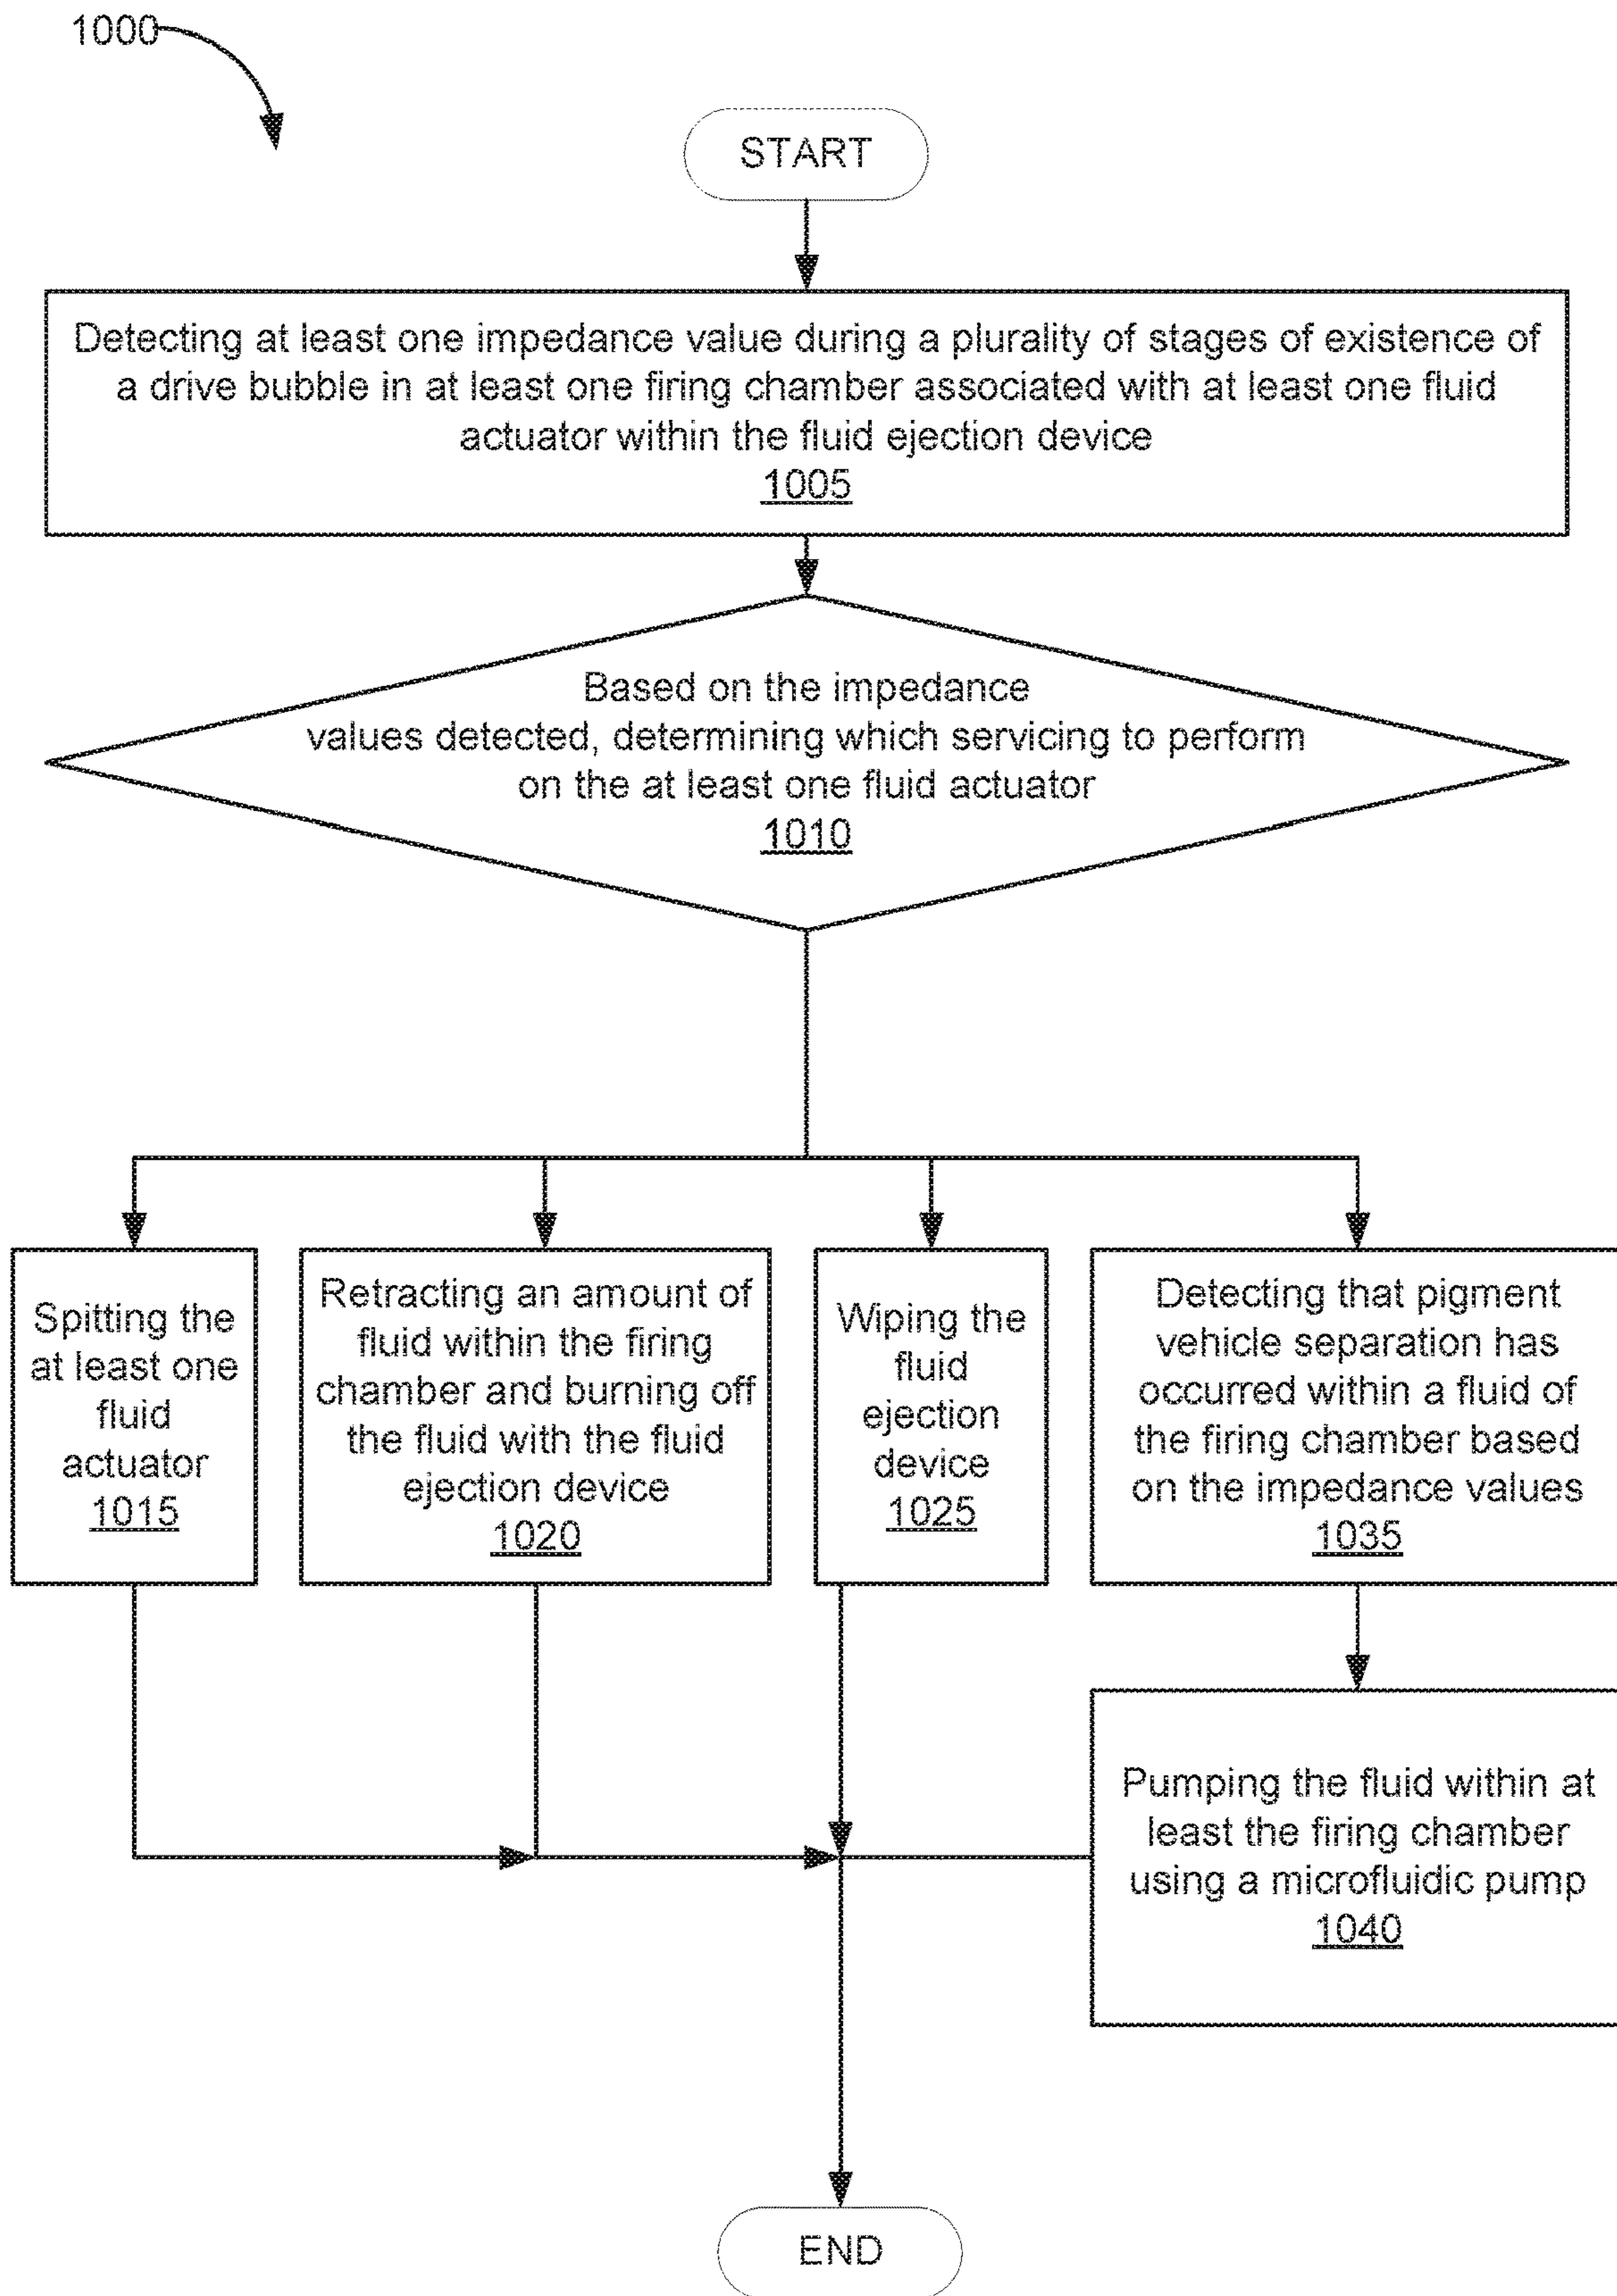 1000
START
Detecting at least one impedance value during a plurality of stages of existence of
a drive bubble in at least one firing chamber associated with at least one fluid
actuator within the fluid ejection device
1005
Based on the impedance
values detected, determining which servicing to perform
on the at least one fluid actuator
1010
Spitting the
at least one
fluid
actuator
1015
Retracting an amount of
fluid within the firing
chamber and burning off
the fluid with the fluid
ejection device
1020
Wiping the
fluid
ejection
device
1025
Detecting that pigment
vehicle separation has
occurred within a fluid of
the firing chamber based
on the impedance values
1035
Pumping the fluid within at
least the firing chamber
using a microfluidic pump
1040
END